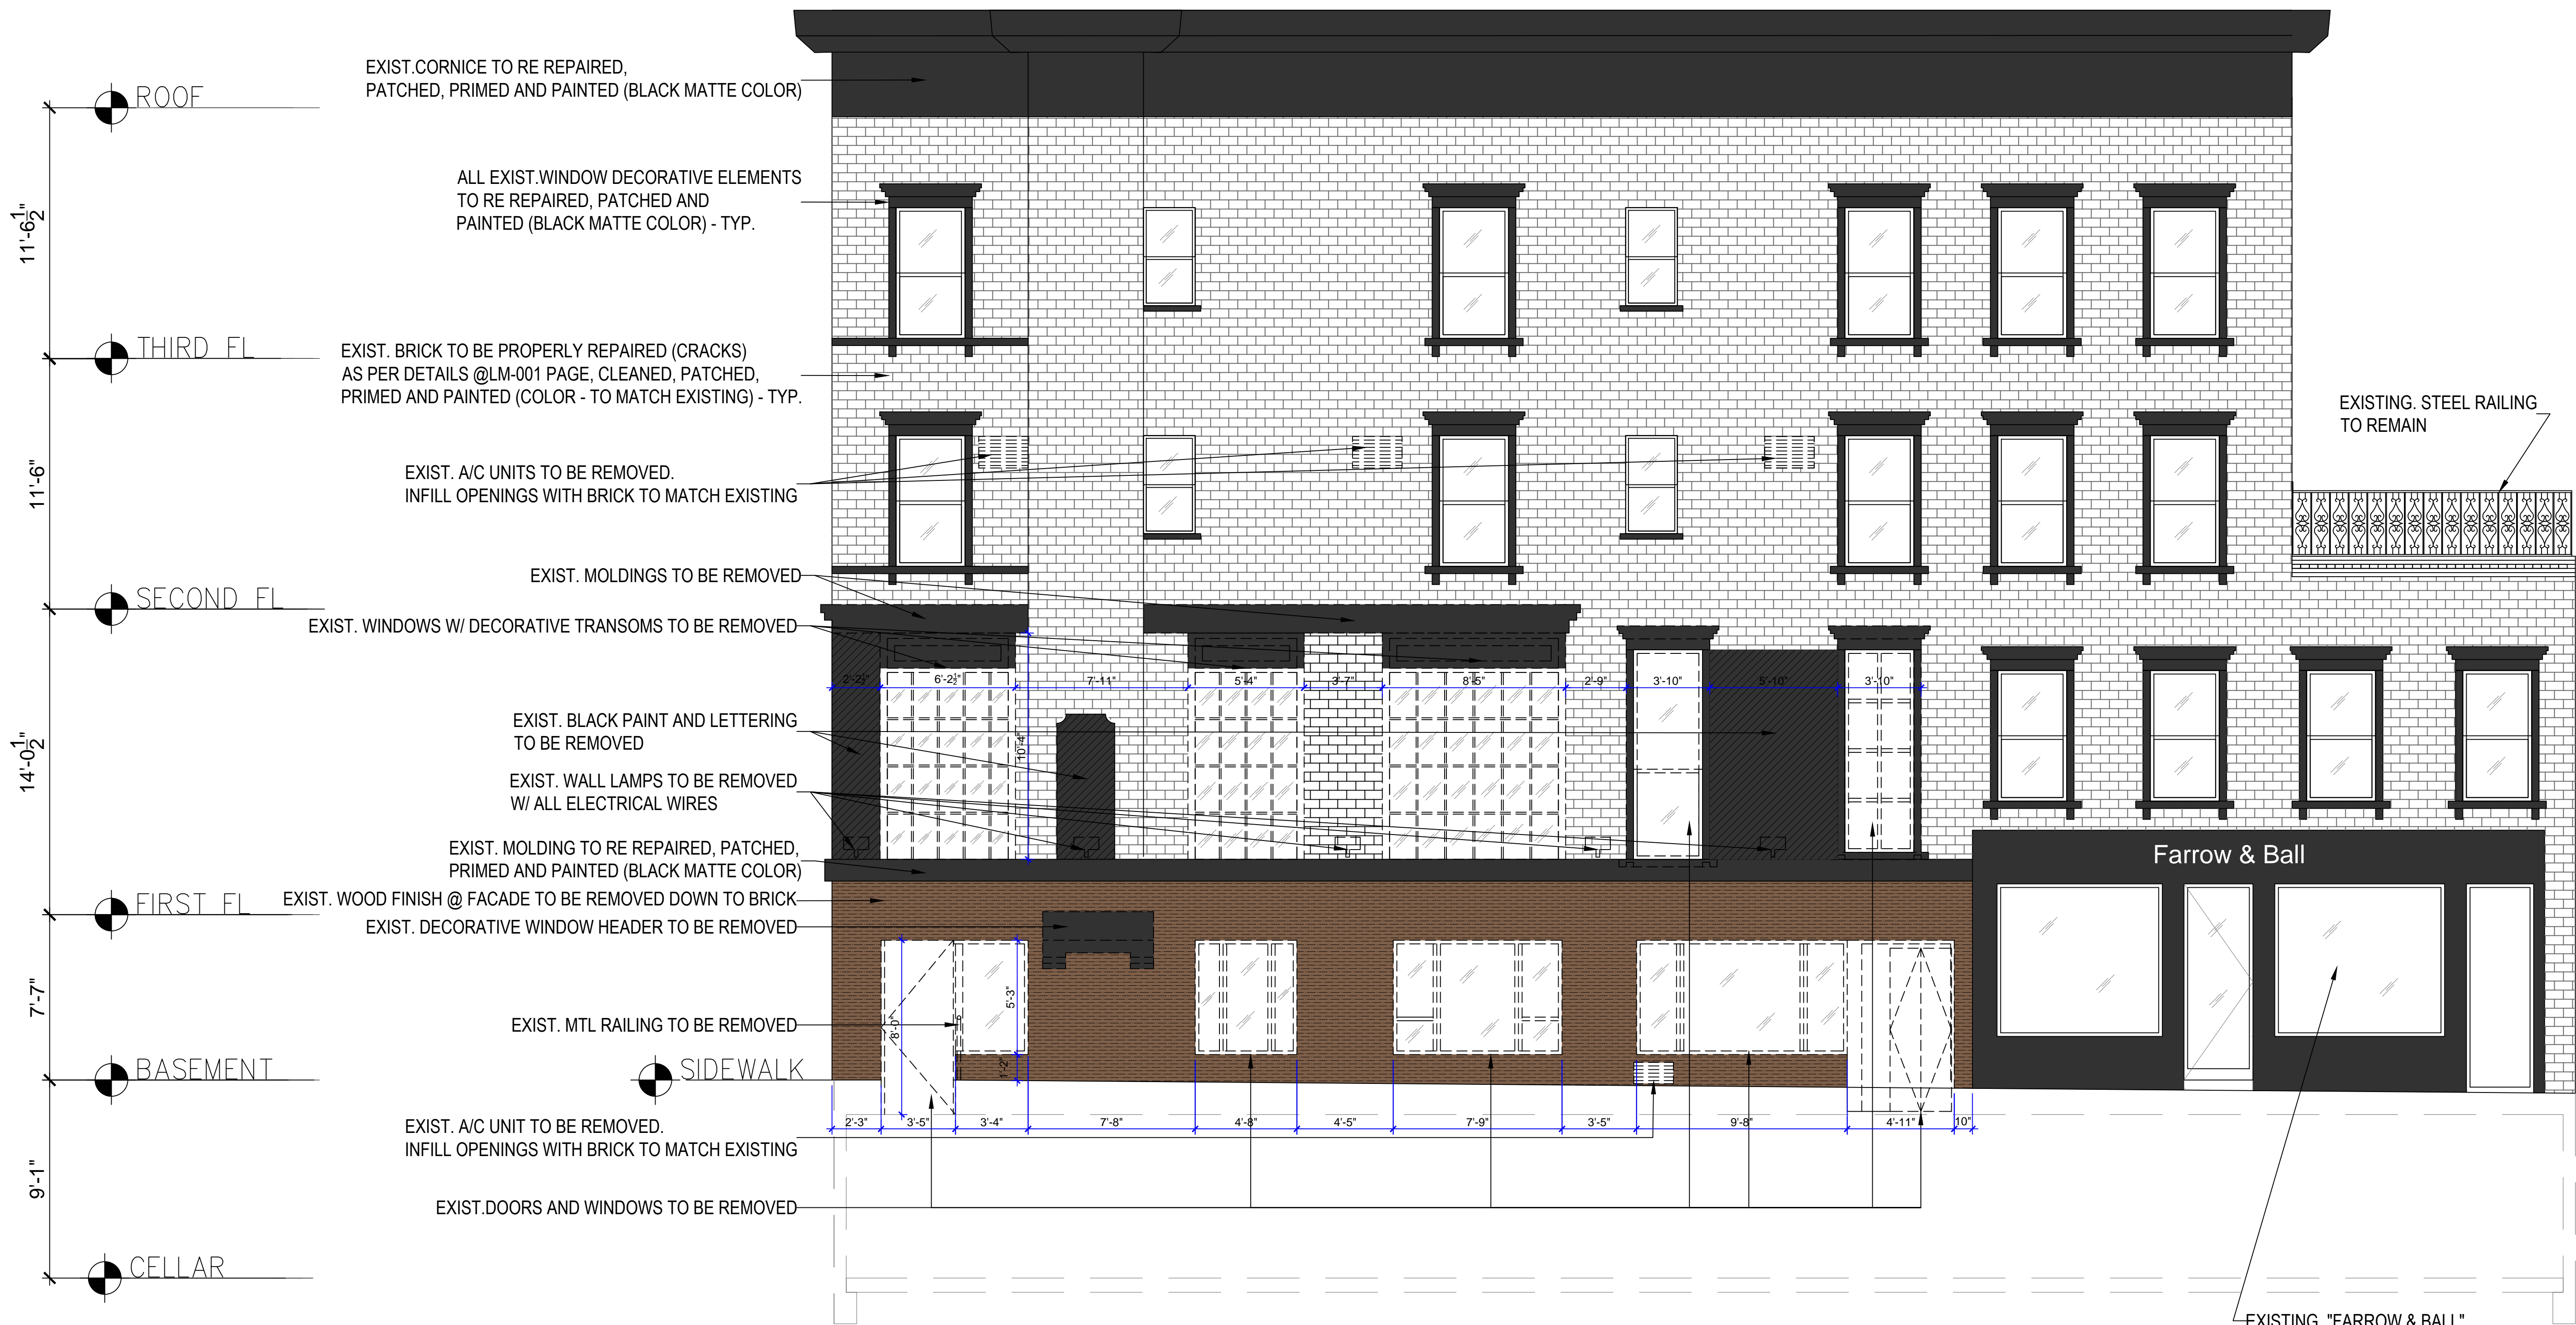 EXIST.CORNICE TO RE REPAIRED,
PATCHED, PRIMED AND PAINTED (BLACK MATTE COLOR)
ROOF
11'-6½"
ALL EXIST.WINDOW DECORATIVE ELEMENTS
TO RE REPAIRED, PATCHED AND
PAINTED (BLACK MATTE COLOR) - TYP.
THIRD FL
EXIST. BRICK TO BE PROPERLY REPAIRED (CRACKS)
AS PER DETAILS @LM-001 PAGE, CLEANED, PATCHED,
PRIMED AND PAINTED (COLOR - TO MATCH EXISTING) - TYP.
EXISTING. STEEL RAILING
TO REMAIN
11'-6"
EXIST. A/C UNITS TO BE REMOVED.
INFILL OPENINGS WITH BRICK TO MATCH EXISTING
EXIST. MOLDINGS TO BE REMOVED
SECOND FL
EXIST. WINDOWS W/ DECORATIVE TRANSOMS TO BE REMOVED
2'-2½" 6'-2½" 7'-11" 5'-4" 3'-7" 8'-5" 2'-9" 3'-10" 5'-10" 3'-10"
EXIST. BLACK PAINT AND LETTERING
TO BE REMOVED
10'-4"
14'-0½"
EXIST. WALL LAMPS TO BE REMOVED
W/ ALL ELECTRICAL WIRES
EXIST. MOLDING TO RE REPAIRED, PATCHED,
PRIMED AND PAINTED (BLACK MATTE COLOR)
Farrow & Ball
EXIST. WOOD FINISH @ FACADE TO BE REMOVED DOWN TO BRICK
FIRST FL
EXIST. DECORATIVE WINDOW HEADER TO BE REMOVED
7'-7"
5'-3"
8'-0"
EXIST. MTL RAILING TO BE REMOVED
1'-2"
BASEMENT
SIDEWALK
2'-3" 3'-5" 3'-4" 7'-8" 4'-8" 4'-5" 7'-9" 3'-5" 9'-8" 4'-11" 10"
EXIST. A/C UNIT TO BE REMOVED.
INFILL OPENINGS WITH BRICK TO MATCH EXISTING
9'-1"
EXIST.DOORS AND WINDOWS TO BE REMOVED
CELLAR
EXISTING. "FARROW & BALL"